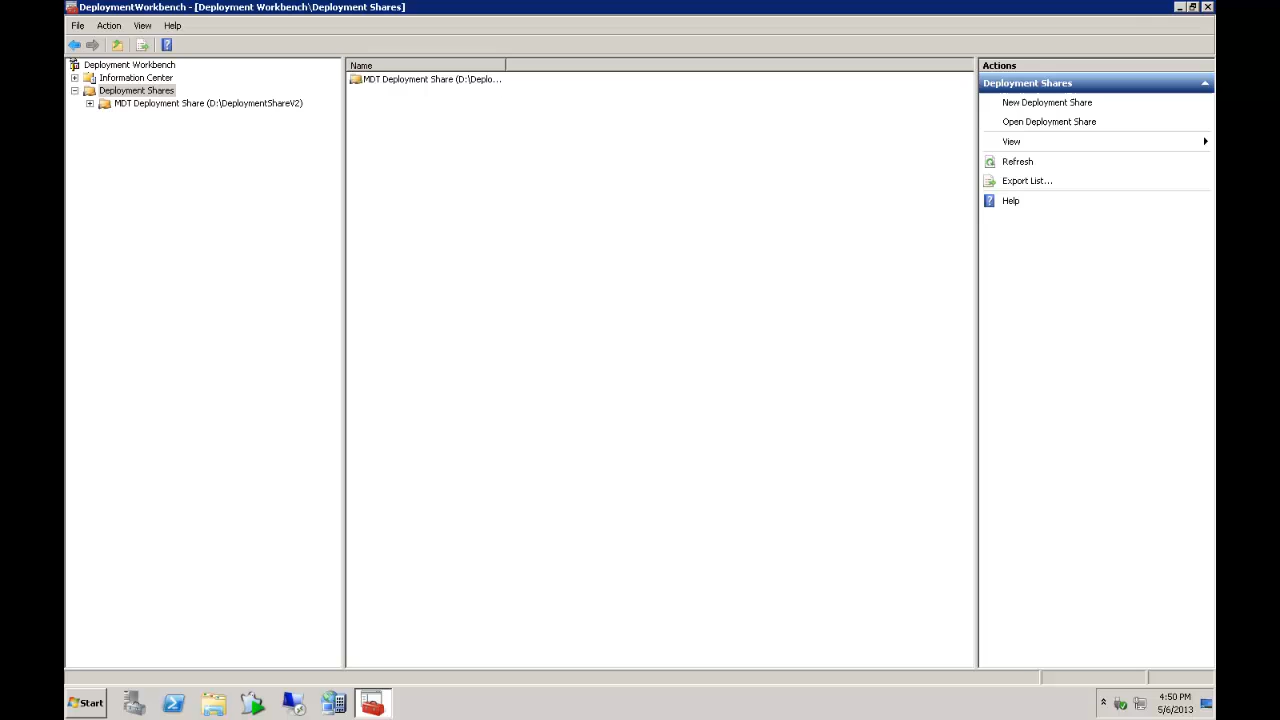 DeploymentWorkbench - [Deployment Workbench\Deployment Shares]
File Action View Help
Deployment Workbench
Information Center
Deployment Shares
MDT Deployment Share (D:\DeploymentShareV2)
Name
MDT Deployment Share (D:\Deplo...
Actions
Deployment Shares
New Deployment Share
Open Deployment Share
View
Refresh
Export List...
Help
Start
4:50 PM
5/6/2013